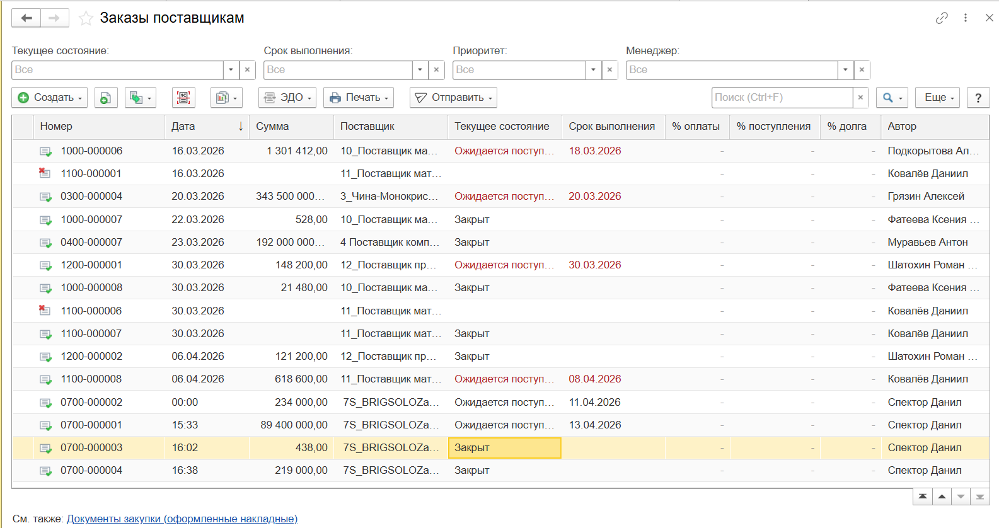 Заказы поставщикам
Текущее состояние: Срок выполнения: Приоритет: Менеджер:
Все Все Все Все
Создать ЭДО Печать Отправить Поиск (Ctrl+F) Еще ?
Номер Дата ↓ Сумма Поставщик Текущее состояние Срок выполнения % оплаты % поступления % долга Автор
1000-000006 16.03.2026 1 301 412,00 10_Поставщик ма... Ожидается поступ... 18.03.2026 - - - Подкорытова Ал...
1100-000001 16.03.2026 11_Поставщик мат... - - - Ковалёв Даниил
0300-000004 20.03.2026 343 500 000... 3_Чина-Монокрис... Ожидается поступ... 20.03.2026 - - - Грязин Алексей
1000-000007 22.03.2026 528,00 10_Поставщик ма... Закрыт - - - Фатеева Ксения ...
0400-000007 23.03.2026 192 000 000... 4 Поставщик комп... Закрыт - - - Муравьев Антон
1200-000001 30.03.2026 148 200,00 12_Поставщик пр... Ожидается поступ... 30.03.2026 - - - Шатохин Роман ...
1000-000008 30.03.2026 21 480,00 10_Поставщик ма... Закрыт - - - Фатеева Ксения ...
1100-000006 30.03.2026 11_Поставщик мат... - - - Ковалёв Даниил
1100-000007 30.03.2026 11_Поставщик мат... Закрыт - - - Ковалёв Даниил
1200-000002 06.04.2026 121 200,00 12_Поставщик пр... Закрыт - - - Шатохин Роман ...
1100-000008 06.04.2026 618 600,00 11_Поставщик мат... Ожидается поступ... 08.04.2026 - - - Ковалёв Даниил
0700-000002 00:00 234 000,00 7S_BRIGSOLOZa... Ожидается поступ... 11.04.2026 - - - Спектор Данил
0700-000001 15:33 89 400 000,00 7S_BRIGSOLOZa... Ожидается поступ... 13.04.2026 - - - Спектор Данил
0700-000003 16:02 438,00 7S_BRIGSOLOZa... Закрыт - - - Спектор Данил
0700-000004 16:38 219 000,00 7S_BRIGSOLOZa... Закрыт - - - Спектор Данил
См. также: Документы закупки (оформленные накладные)